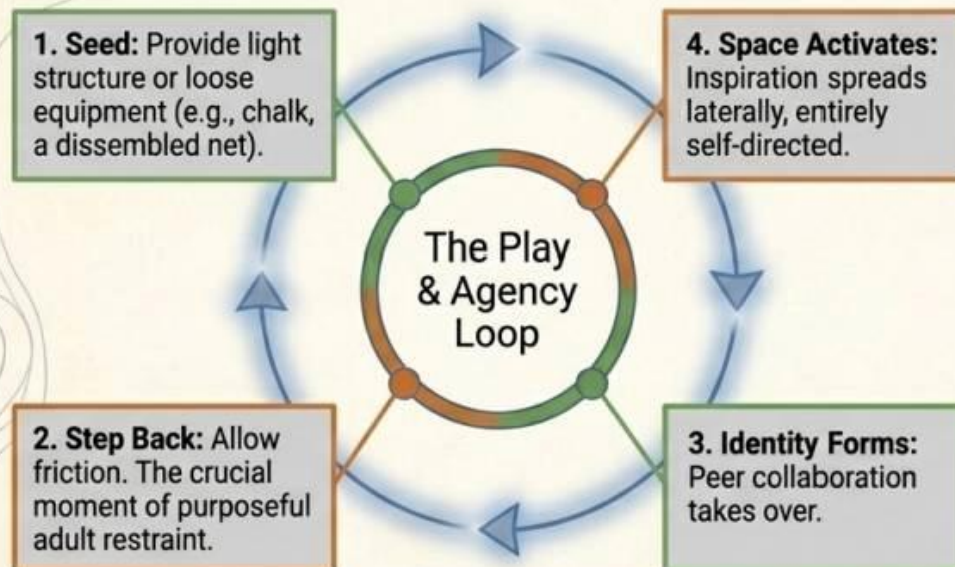 1. Seed: Provide light
structure or loose
equipment (e.g., chalk,
a dissembled net).
4. Space Activates:
Inspiration spreads
laterally, entirely
self-directed.
The Play
& Agency
Loop
2. Step Back: Allow
friction. The crucial
moment of purposeful
adult restraint.
3. Identity Forms:
Peer collaboration
takes over.